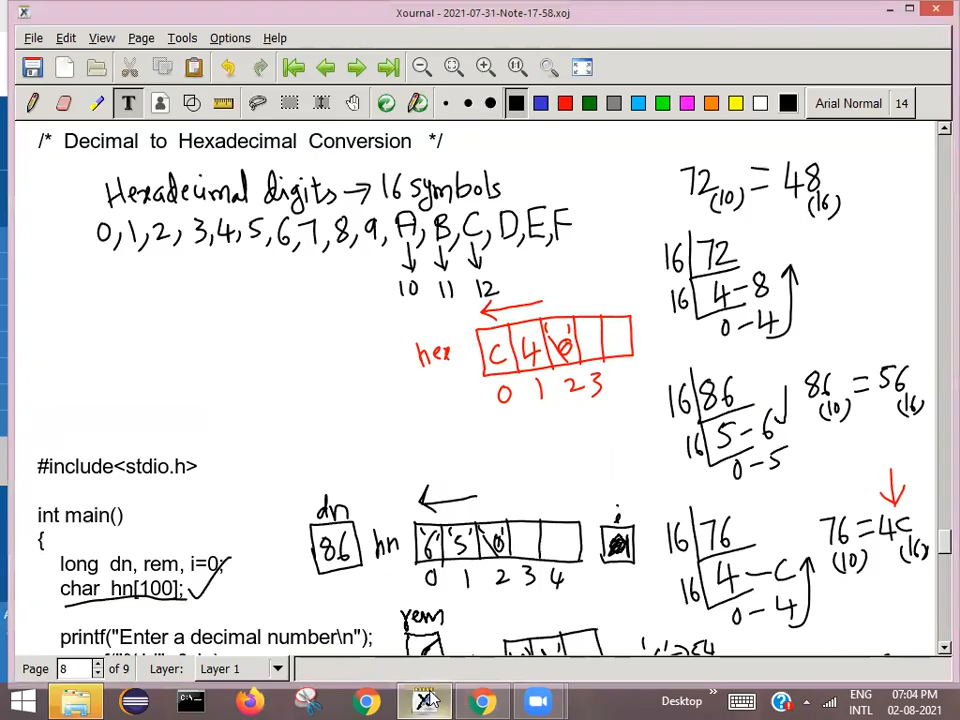 Xournal - 2021-07-31-Note-17-58.xoj
File Edit View Page Tools Options Help
Arial Normal 14
/* Decimal to Hexadecimal Conversion */
Hexadecimal digits → 16 symbols
0,1,2, 3,4,5,6,7,8,9, A, B, C, D, E, F
↓ ↓ ↓
10 11 12
hex C 4 '\0'
0 1 2 3
72(10) = 48(16)
16 72
16 4 - 8
0 - 4
16 86
16 5 - 6
0 - 5
86(10) = 56(16)
#include<stdio.h>
int main()
{
long dn, rem, i=0;
char hn[100];
printf("Enter a decimal number\n");
dn
86
hn '6' '5' '\0'
0 1 2 3 4
i
rem
16 76
16 4 - C
0 - 4
76(10) = 4C(16)
Page 8 of 9 Layer: Layer 1
Desktop
ENG
INTL
07:04 PM
02-08-2021